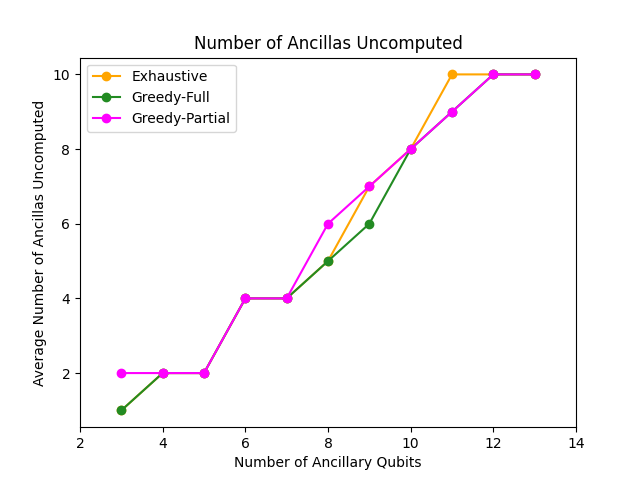 Number of Ancillas Uncomputed
Exhaustive
Greedy-Full
Greedy-Partial
Average Number of Ancillas Uncomputed
10
8
6
4
2
2 4 6 8 10 12 14
Number of Ancillary Qubits